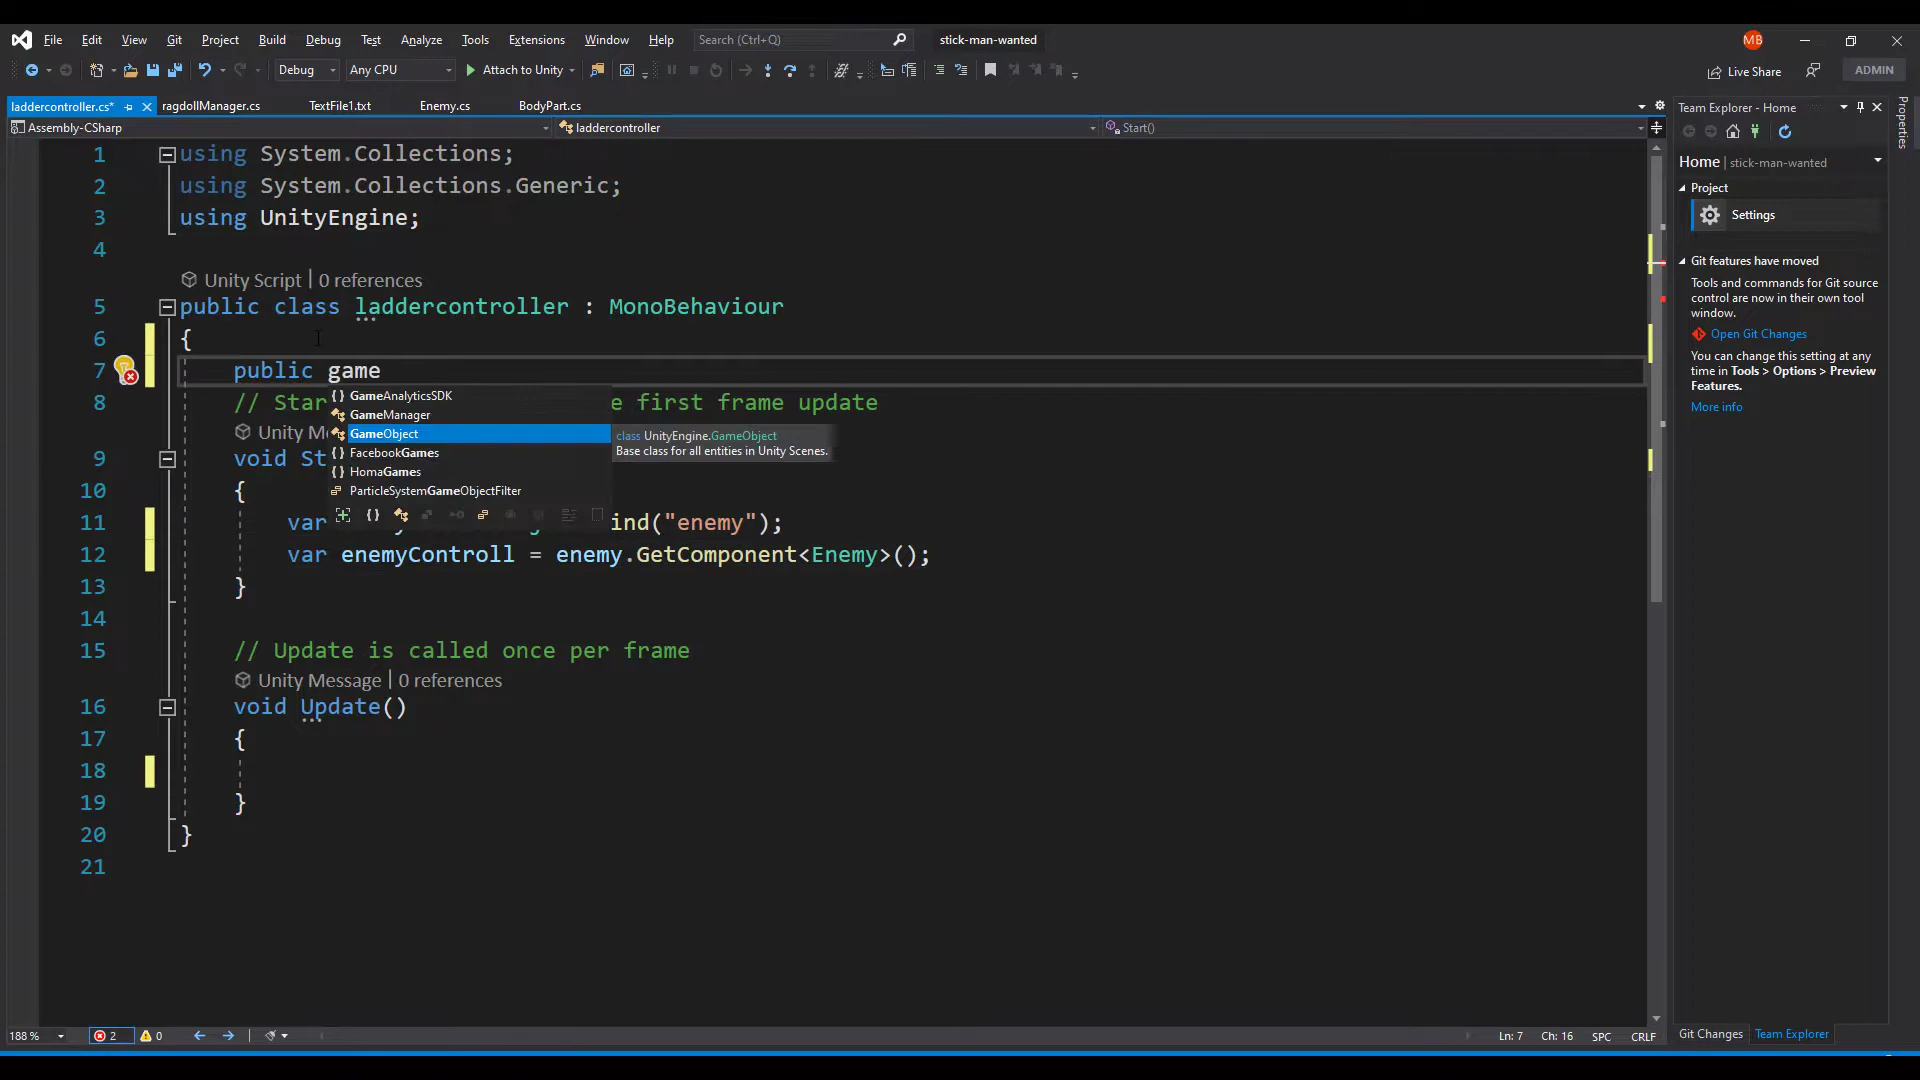 File Edit View Git Project Build Debug Test Analyze Tools Extensions Window Help Search (Ctrl+Q) stick-man-wanted MB
Debug Any CPU Attach to Unity Live Share ADMIN
laddercontroller.cs* ragdollManager.cs TextFile1.txt Enemy.cs BodyPart.cs
Assembly-CSharp laddercontroller Start()
1 using System.Collections;
2 using System.Collections.Generic;
3 using UnityEngine;
4
Unity Script | 0 references
5 public class laddercontroller : MonoBehaviour
6 {
7 public game
GameAnalyticsSDK
GameManager
GameObject
FacebookGames
HomaGames
ParticleSystemGameObjectFilter
class UnityEngine.GameObject
Base class for all entities in Unity Scenes.
8 // Star e first frame update
Unity M
9 void St
10 {
11 var ind("enemy");
12 var enemyControll = enemy.GetComponent<Enemy>();
13 }
14
15 // Update is called once per frame
Unity Message | 0 references
16 void Update()
17 {
18
19 }
20 }
21
Team Explorer - Home
Home | stick-man-wanted
Project
Settings
Git features have moved
Tools and commands for Git source
control are now in their own tool
window.
Open Git Changes
You can change this setting at any
time in Tools > Options > Preview
Features.
More info
Properties
Git Changes Team Explorer
188 % 2 0 Ln: 7 Ch: 16 SPC CRLF